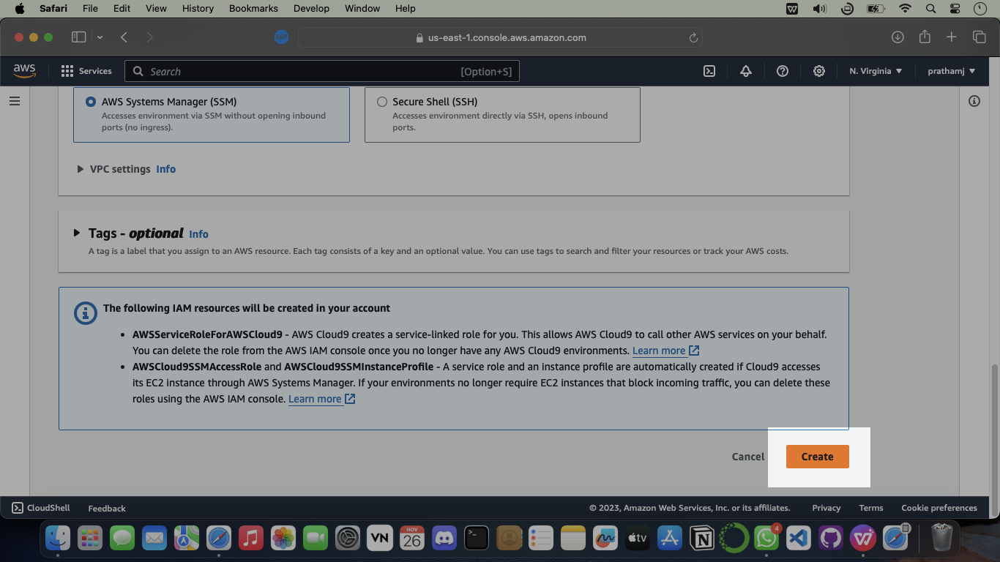 Safari File Edit View History Bookmarks Develop Window Help
ABP us-east-1.console.aws.amazon.com
aws Services Search [Option+S] N. Virginia prathamj
AWS Systems Manager (SSM)
Accesses environment via SSM without opening inbound
ports (no ingress).
Secure Shell (SSH)
Accesses environment directly via SSH, opens inbound
ports.
VPC settings Info
Tags - optional Info
A tag is a label that you assign to an AWS resource. Each tag consists of a key and an optional value. You can use tags to search and filter your resources or track your AWS costs.
The following IAM resources will be created in your account
• AWSServiceRoleForAWSCloud9 - AWS Cloud9 creates a service-linked role for you. This allows AWS Cloud9 to call other AWS services on your behalf.
You can delete the role from the AWS IAM console once you no longer have any AWS Cloud9 environments. Learn more
• AWSCloud9SSMAccessRole and AWSCloud9SSMInstanceProfile - A service role and an instance profile are automatically created if Cloud9 accesses
its EC2 instance through AWS Systems Manager. If your environments no longer require EC2 instances that block incoming traffic, you can delete these
roles using the AWS IAM console. Learn more
Cancel Create
CloudShell Feedback © 2023, Amazon Web Services, Inc. or its affiliates. Privacy Terms Cookie preferences
VN NOV 26 tv 4